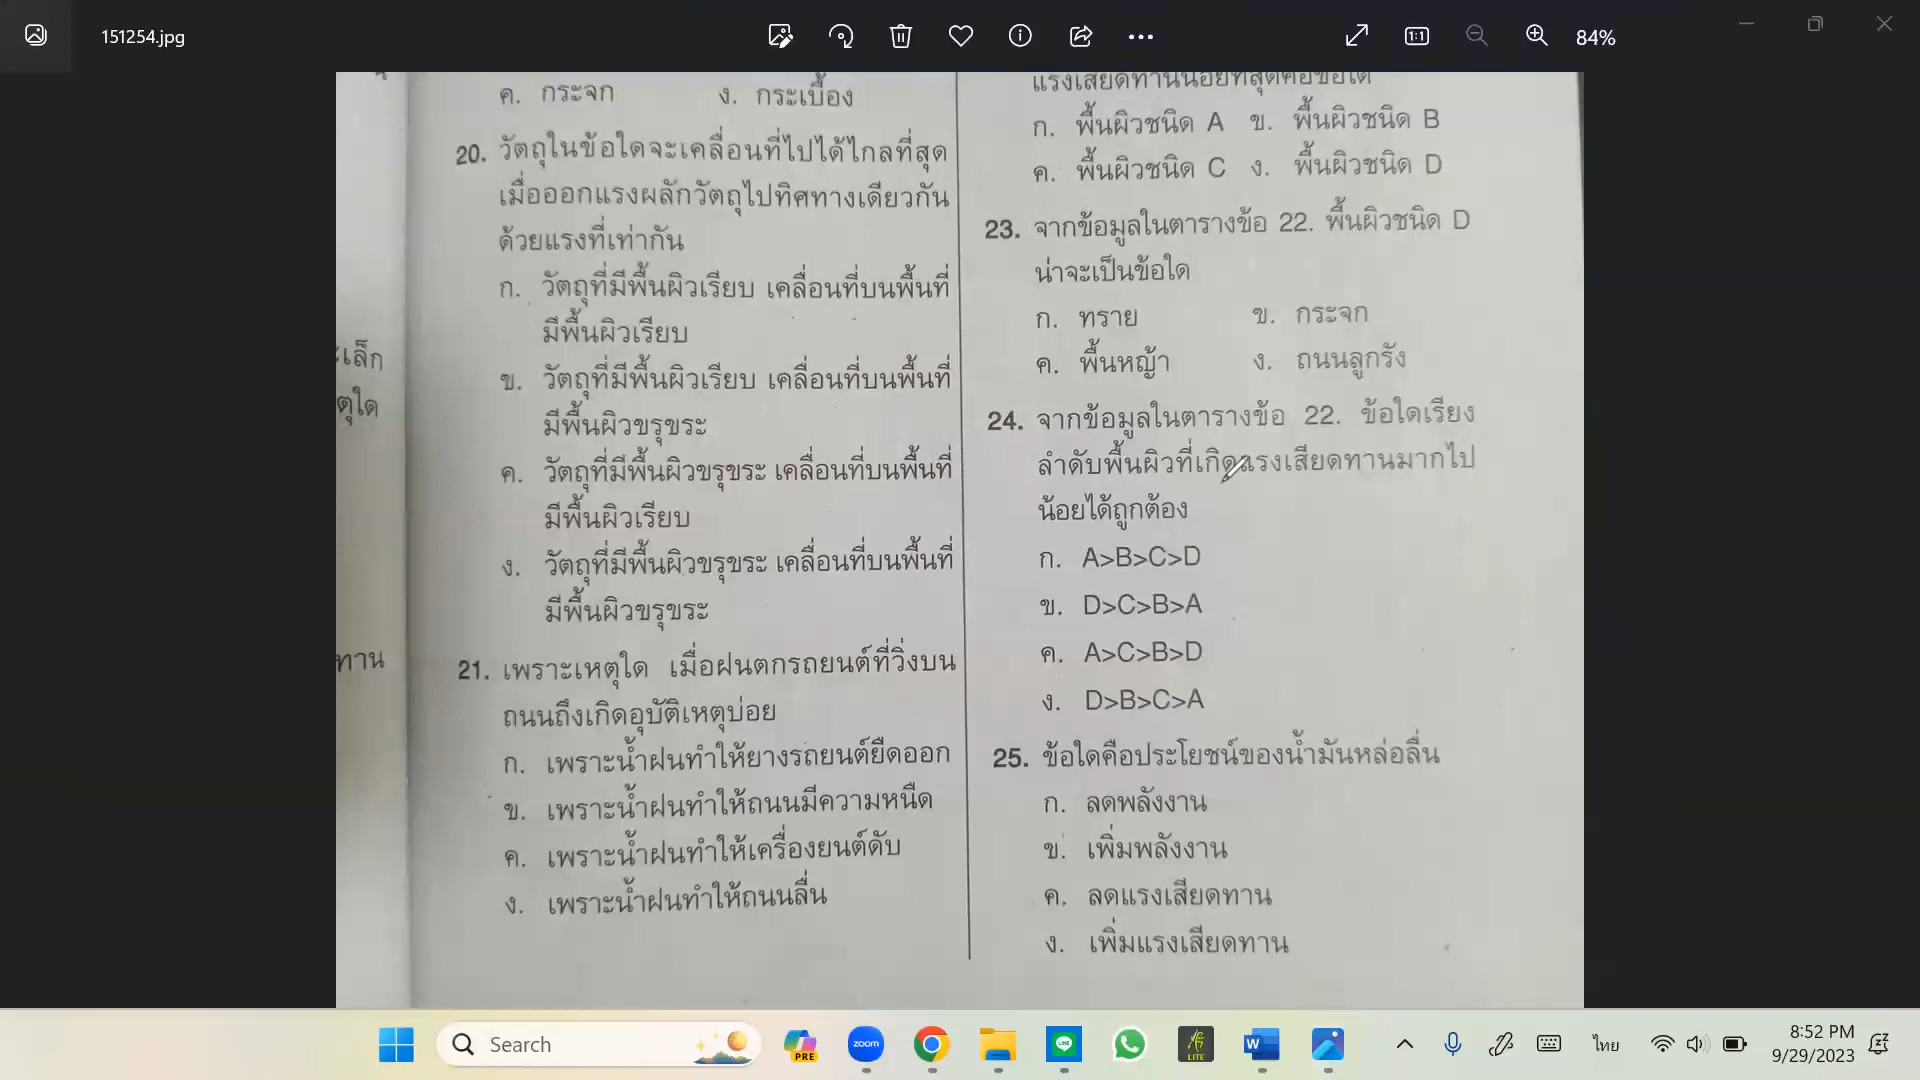 151254.jpg
84%
ค. กระจก ง. กระเบื้อง
20. วัตถุในข้อใดจะเคลื่อนที่ไปได้ไกลที่สุด
เมื่อออกแรงผลักวัตถุไปทิศทางเดียวกัน
ด้วยแรงที่เท่ากัน
ก. วัตถุที่มีพื้นผิวเรียบ เคลื่อนที่บนพื้นที่
มีพื้นผิวเรียบ
ข. วัตถุที่มีพื้นผิวเรียบ เคลื่อนที่บนพื้นที่
มีพื้นผิวขรุขระ
ค. วัตถุที่มีพื้นผิวขรุขระ เคลื่อนที่บนพื้นที่
มีพื้นผิวเรียบ
ง. วัตถุที่มีพื้นผิวขรุขระ เคลื่อนที่บนพื้นที่
มีพื้นผิวขรุขระ
21. เพราะเหตุใด เมื่อฝนตกรถยนต์ที่วิ่งบน
ถนนถึงเกิดอุบัติเหตุบ่อย
ก. เพราะน้ำฝนทำให้ยางรถยนต์ยืดออก
ข. เพราะน้ำฝนทำให้ถนนมีความหนืด
ค. เพราะน้ำฝนทำให้เครื่องยนต์ดับ
ง. เพราะน้ำฝนทำให้ถนนลื่น
แรงเสียดทานน้อยที่สุดคือข้อใด
ก. พื้นผิวชนิด A ข. พื้นผิวชนิด B
ค. พื้นผิวชนิด C ง. พื้นผิวชนิด D
23. จากข้อมูลในตารางข้อ 22. พื้นผิวชนิด D
น่าจะเป็นข้อใด
ก. ทราย ข. กระจก
ค. พื้นหญ้า ง. ถนนลูกรัง
24. จากข้อมูลในตารางข้อ 22. ข้อใดเรียง
ลำดับพื้นผิวที่เกิดแรงเสียดทานมากไป
น้อยได้ถูกต้อง
ก. A>B>C>D
ข. D>C>B>A
ค. A>C>B>D
ง. D>B>C>A
25. ข้อใดคือประโยชน์ของน้ำมันหล่อลื่น
ก. ลดพลังงาน
ข. เพิ่มพลังงาน
ค. ลดแรงเสียดทาน
ง. เพิ่มแรงเสียดทาน
Search
PRE
zoom
LITE
ไทย
8:52 PM
9/29/2023